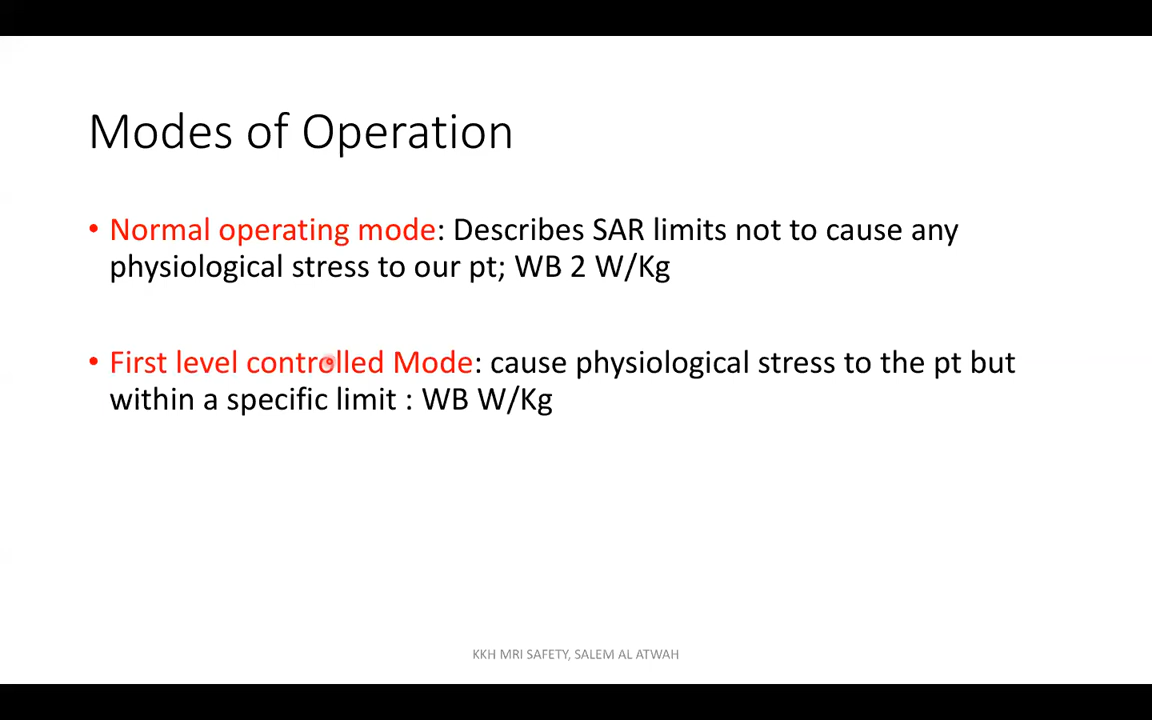 Modes of Operation
• Normal operating mode: Describes SAR limits not to cause any
physiological stress to our pt; WB 2 W/Kg
• First level controlled Mode: cause physiological stress to the pt but
within a specific limit : WB W/Kg
KKH MRI SAFETY, SALEM AL ATWAH